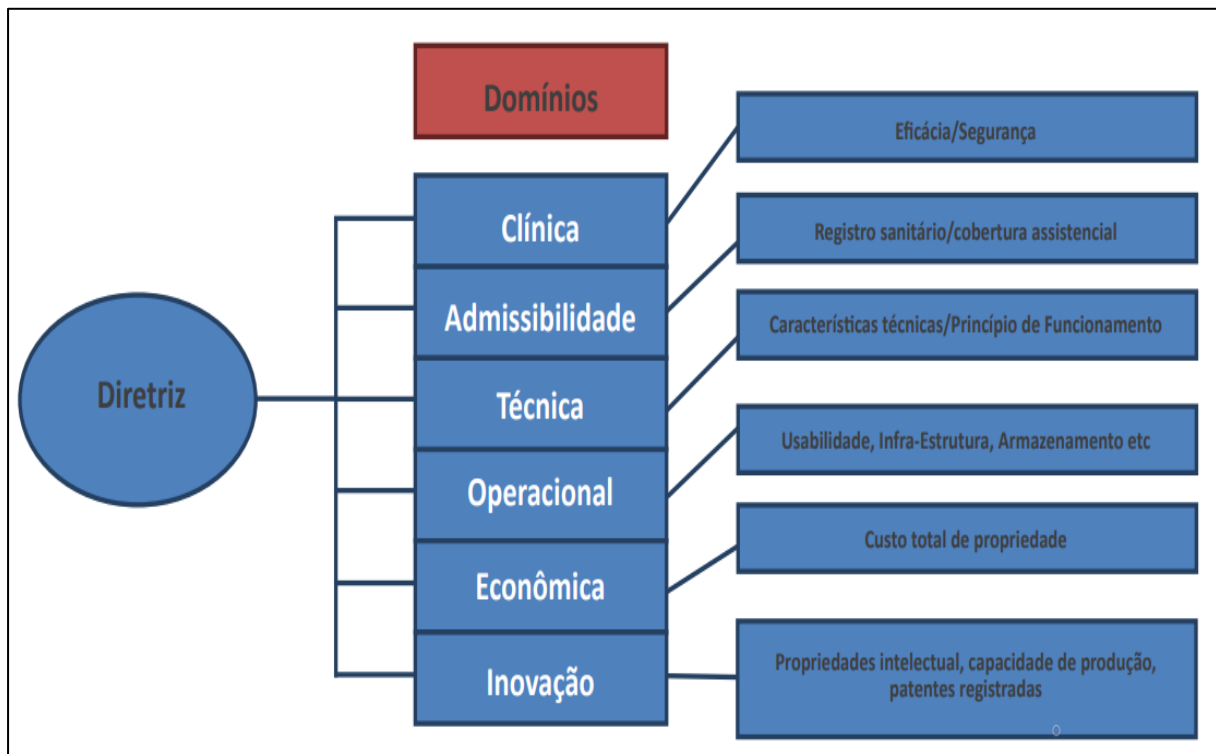 Domínios
Diretriz
Clínica
Eficácia/Segurança
Admissibilidade
Registro sanitário/cobertura assistencial
Técnica
Características técnicas/Princípio de Funcionamento
Operacional
Usabilidade, Infra-Estrutura, Armazenamento etc
Econômica
Custo total de propriedade
Inovação
Propriedades intelectual, capacidade de produção,
patentes registradas